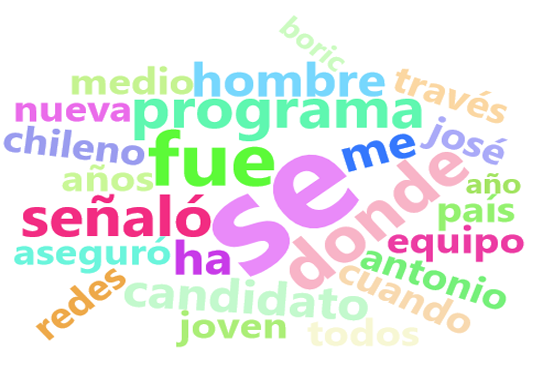 boric
medio
hombre
través
nueva
programa
chileno
fue
me
josé
años
se
donde
año
señaló
país
aseguró
ha
equipo
antonio
redes
candidato
cuando
joven
todos